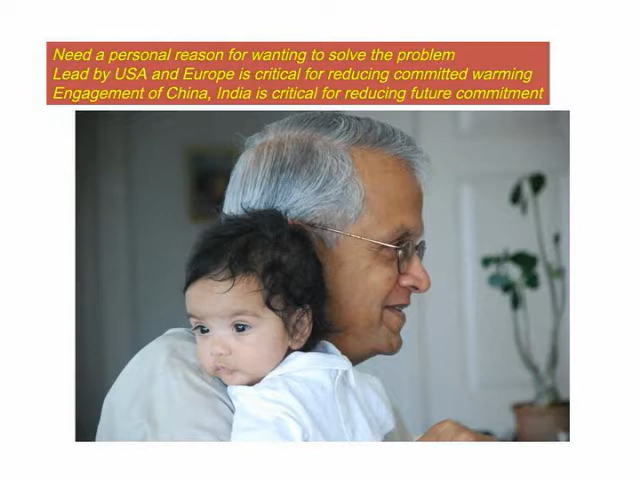 Need a personal reason for wanting to solve the problem
Lead by USA and Europe is critical for reducing committed warming
Engagement of China, India is critical for reducing future commitment